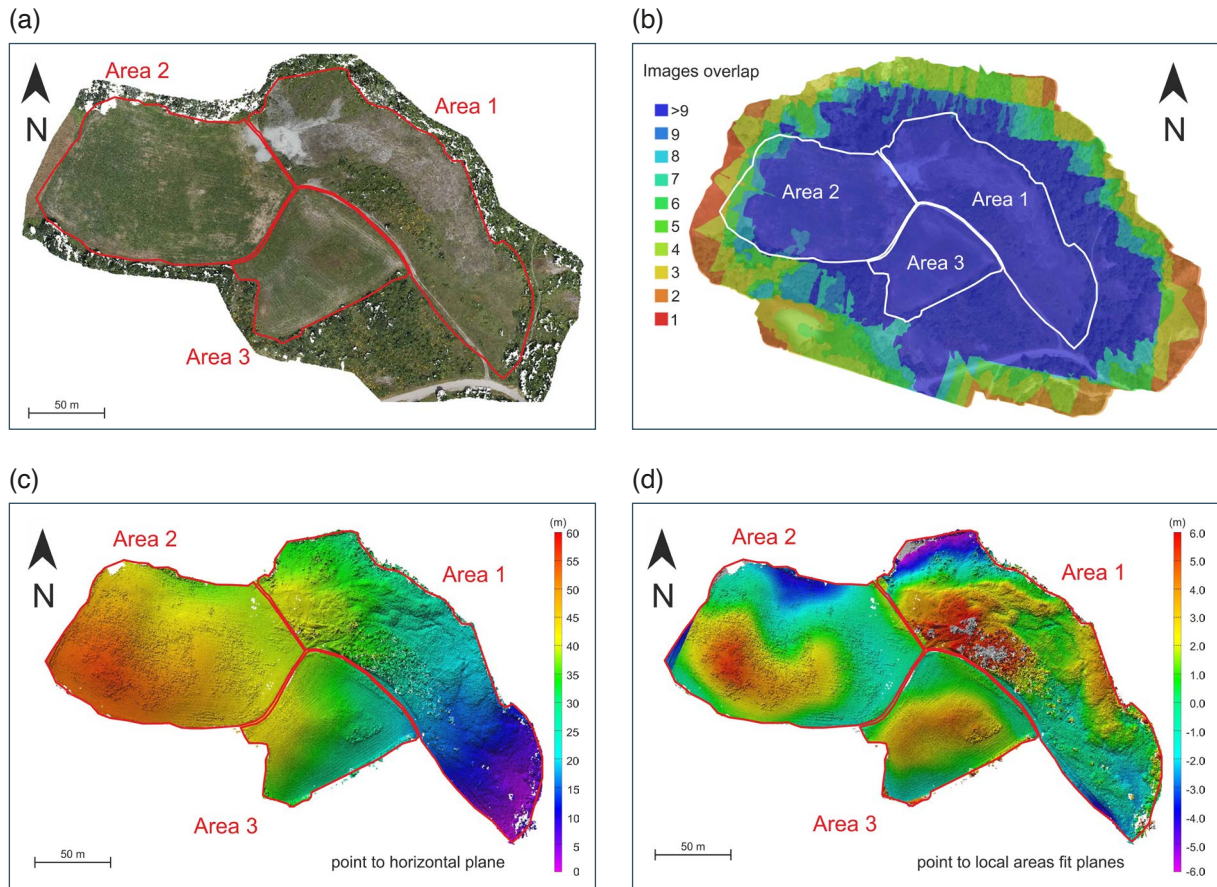 (a)
Area 2
Area 1
N
Area 3
50 m
(b)
Images overlap
>9
9
8
7
6
5
4
3
2
1
N
Area 2
Area 1
Area 3
(c)
(m)
60
55
50
45
40
35
30
25
20
15
10
5
0
Area 2
Area 1
N
Area 3
50 m
point to horizontal plane
(d)
(m)
6.0
5.0
4.0
3.0
2.0
1.0
0.0
-1.0
-2.0
-3.0
-4.0
-5.0
-6.0
Area 2
Area 1
N
Area 3
50 m
point to local areas fit planes